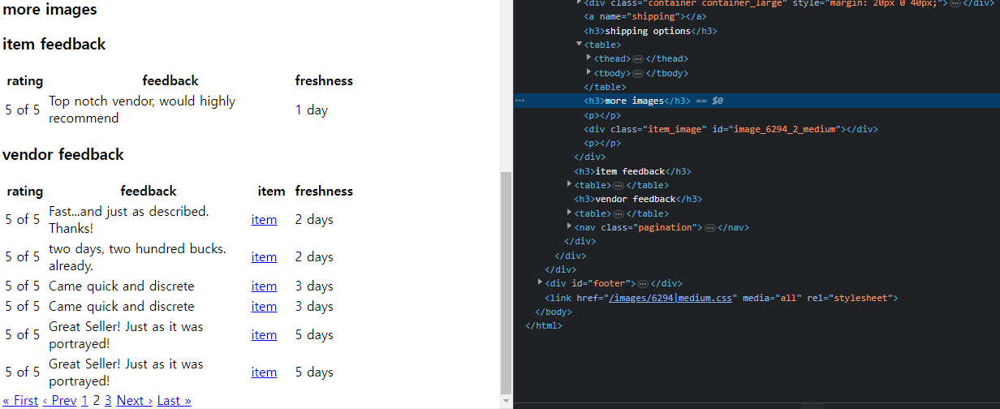 more images
item feedback
rating feedback freshness
5 of 5 Top notch vendor, would highly recommend 1 day
vendor feedback
rating feedback item freshness
5 of 5 Fast...and just as described. Thanks! item 2 days
5 of 5 two days, two hundred bucks. already. item 2 days
5 of 5 Came quick and discrete item 3 days
5 of 5 Came quick and discrete item 3 days
5 of 5 Great Seller! Just as it was portrayed! item 5 days
5 of 5 Great Seller! Just as it was portrayed! item 5 days
« First ‹ Prev 1 2 3 Next › Last »
<div class="container container_large" style="margin: 20px 0 40px;">…</div>
<a name="shipping"></a>
<h3>shipping options</h3>
<table>
<thead>…</thead>
<tbody>…</tbody>
</table>
<h3>more images</h3> == $0
<p></p>
<div class="item_image" id="image_6294_2_medium"></div>
<p></p>
</div>
<h3>item feedback</h3>
<table>…</table>
<h3>vendor feedback</h3>
<table>…</table>
<nav class="pagination">…</nav>
</div>
</div>
</div>
<div id="footer">…</div>
<link href="/images/6294|medium.css" media="all" rel="stylesheet">
</body>
</html>